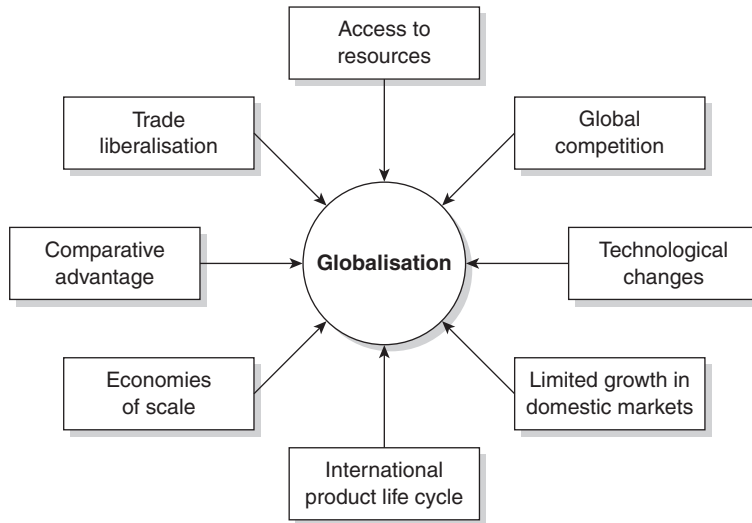 Access to
resources
Trade
liberalisation
Global
competition
Comparative
advantage
Globalisation
Technological
changes
Economies
of scale
Limited growth in
domestic markets
International
product life cycle